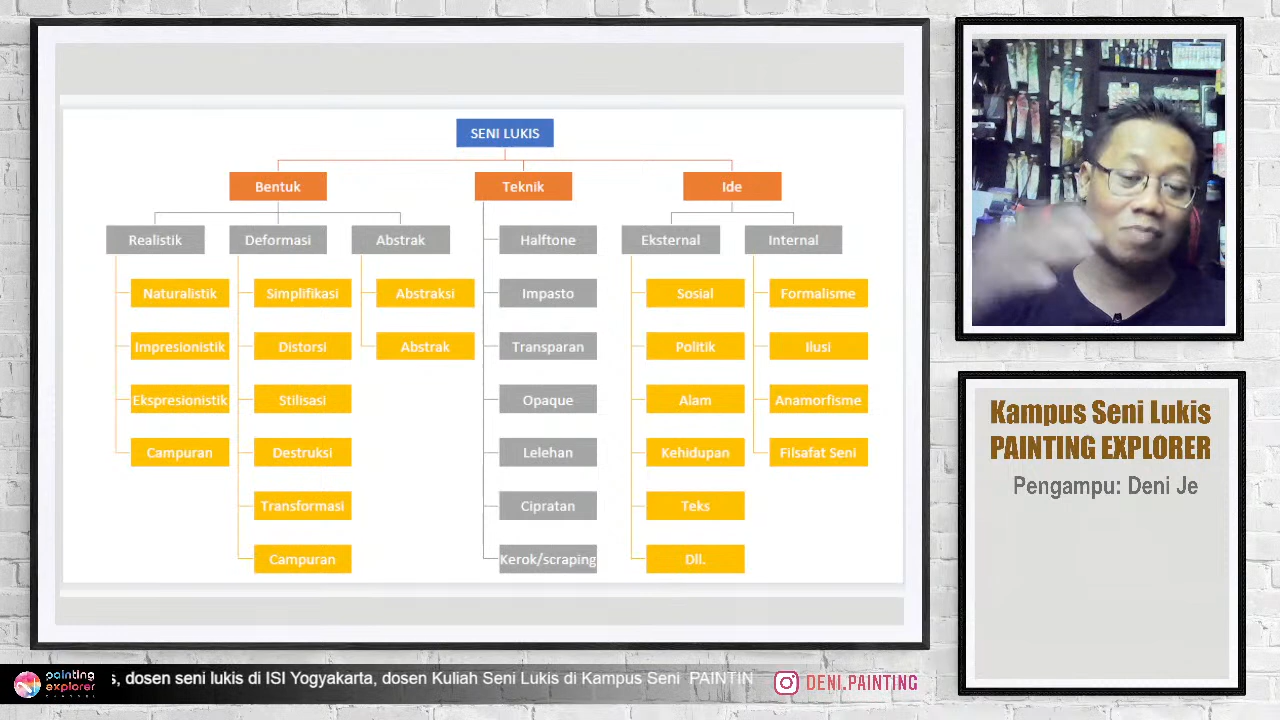 SENI LUKIS
Bentuk
Teknik
Ide
Realistik
Deformasi
Abstrak
Halftone
Eksternal
Internal
Naturalistik
Simplifikasi
Abstraksi
Impasto
Sosial
Formalisme
Impresionistik
Distorsi
Abstrak
Transparan
Politik
Ilusi
Ekspresionistik
Stilisasi
Opaque
Alam
Anamorfisme
Campuran
Destruksi
Lelehan
Kehidupan
Filsafat Seni
Transformasi
Cipratan
Teks
Campuran
Kerok/scraping
Dll.
Kampus Seni Lukis
PAINTING EXPLORER
Pengampu: Deni Je
painting
explorer
CHANNEL
s, dosen seni lukis di ISI Yogyakarta, dosen Kuliah Seni Lukis di Kampus Seni PAINTIN
DENI.PAINTING